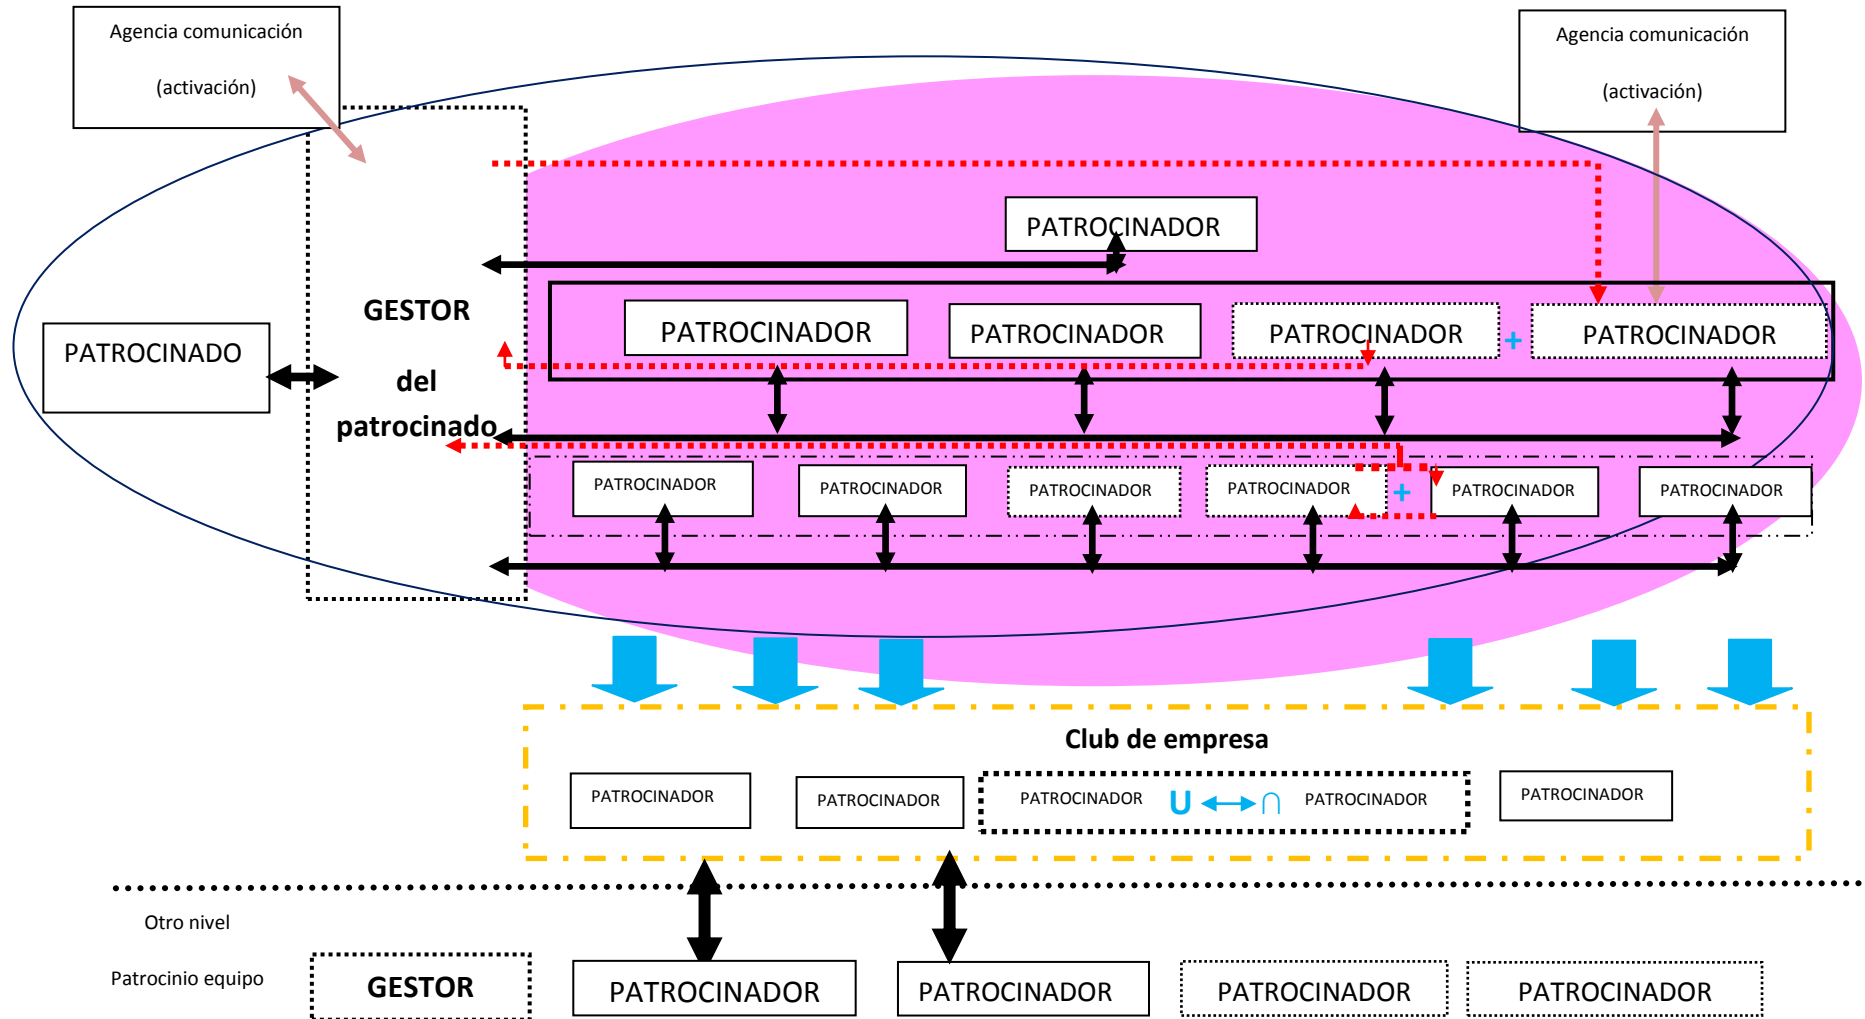 Agencia comunicación
(activación)
Agencia comunicación
(activación)
PATROCINADOR
GESTOR
del
patrocinado
PATROCINADO
PATROCINADOR
PATROCINADOR
PATROCINADOR
+
PATROCINADOR
PATROCINADOR
PATROCINADOR
PATROCINADOR
PATROCINADOR
+
PATROCINADOR
PATROCINADOR
Club de empresa
PATROCINADOR
PATROCINADOR
PATROCINADOR
U
∩
PATROCINADOR
PATROCINADOR
Otro nivel
Patrocinio equipo
GESTOR
PATROCINADOR
PATROCINADOR
PATROCINADOR
PATROCINADOR